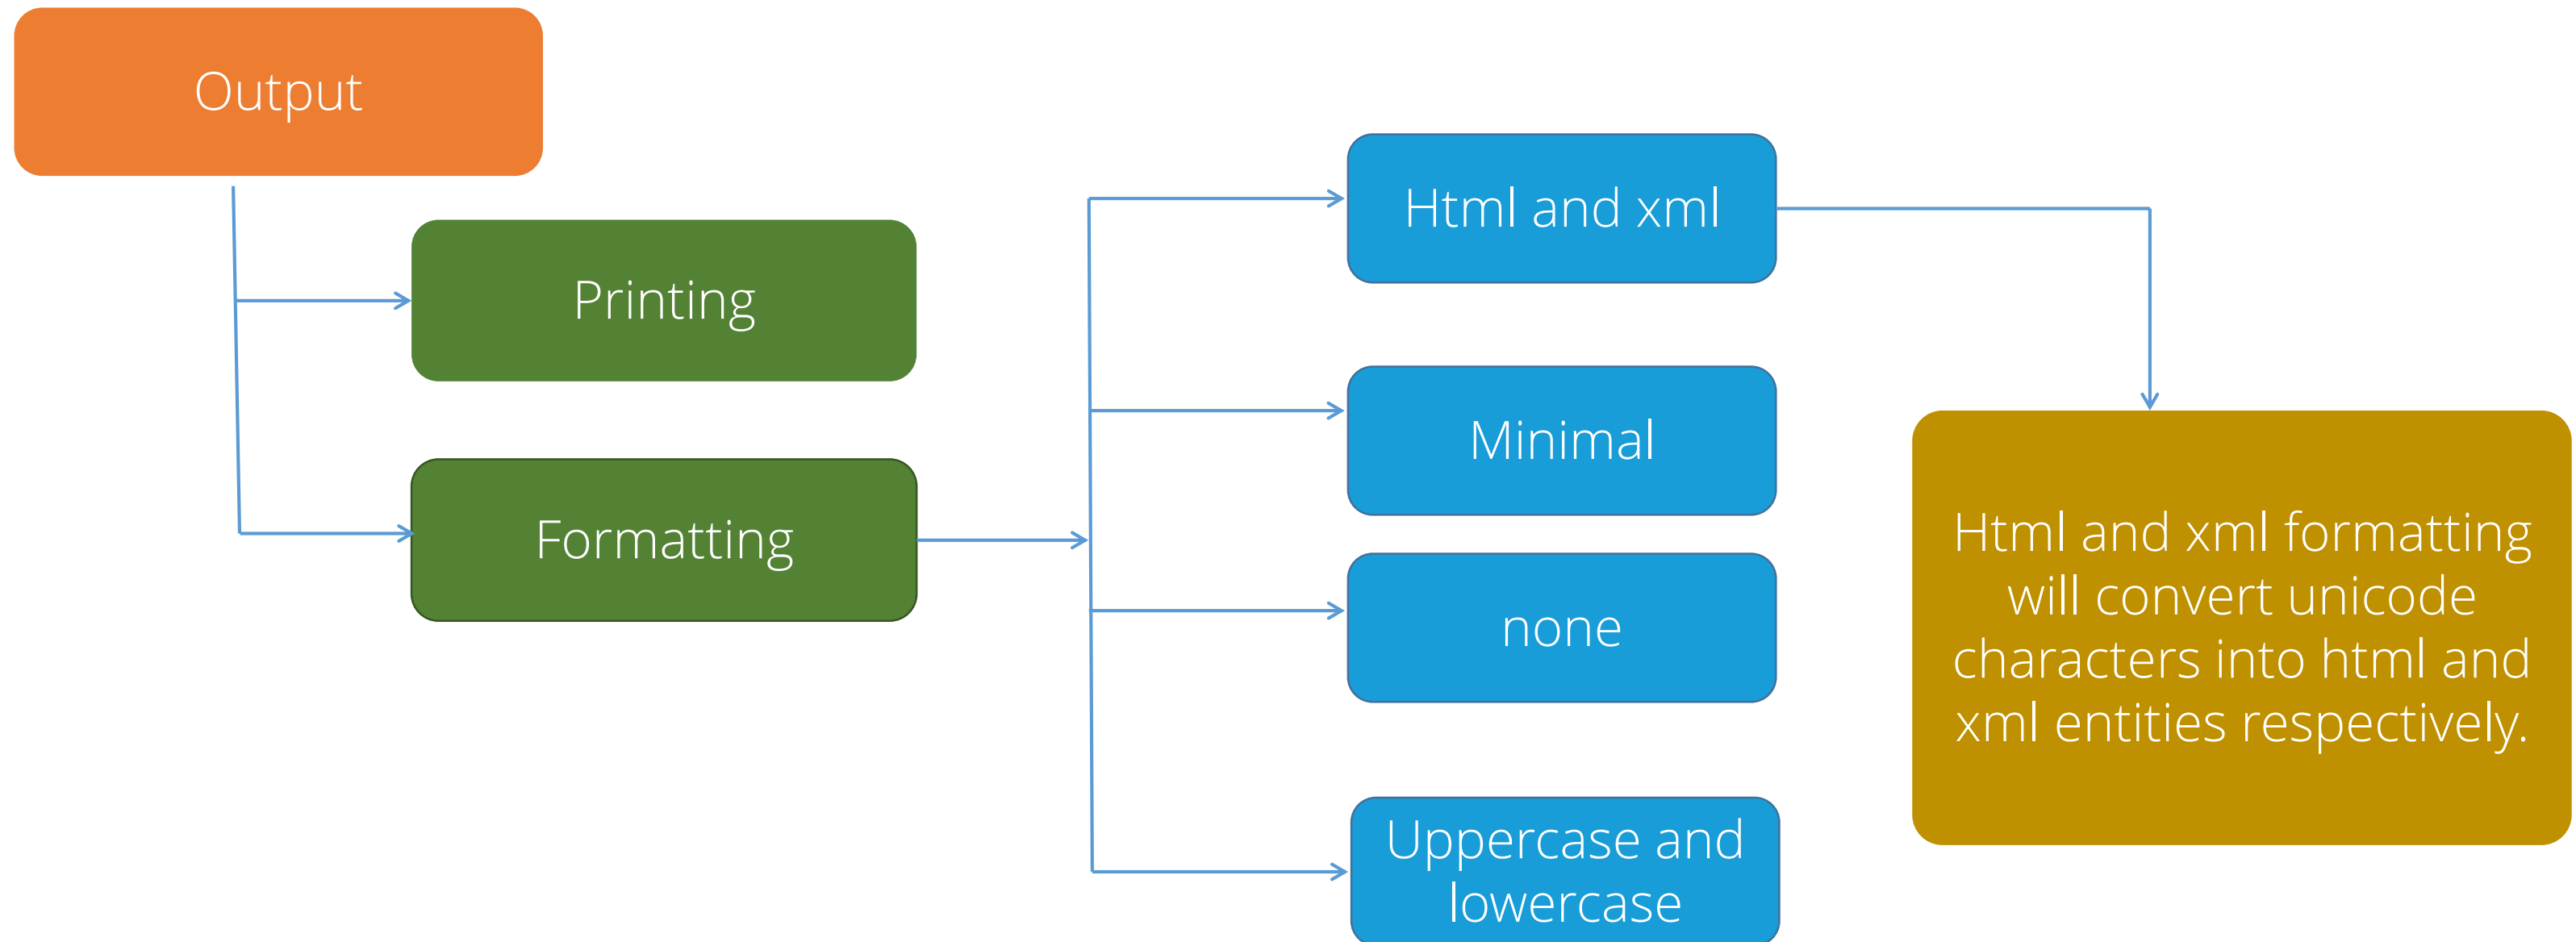 Output
Printing
Formatting
Html and xml
Minimal
none
Uppercase and
lowercase
Html and xml formatting
will convert unicode
characters into html and
xml entities respectively.